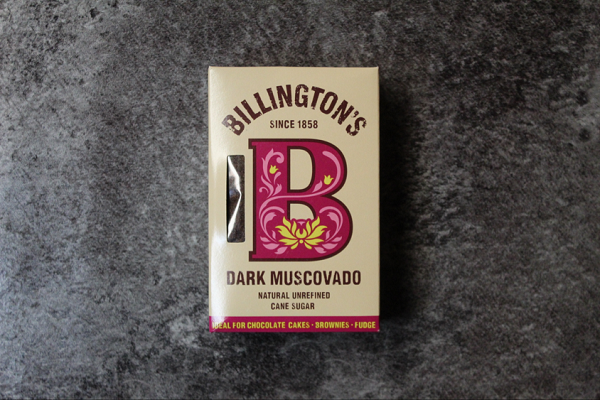 BILLINGTON'S
SINCE 1858
B
DARK MUSCOVADO
NATURAL UNREFINED
CANE SUGAR
IDEAL FOR CHOCOLATE CAKES · BROWNIES · FUDGE